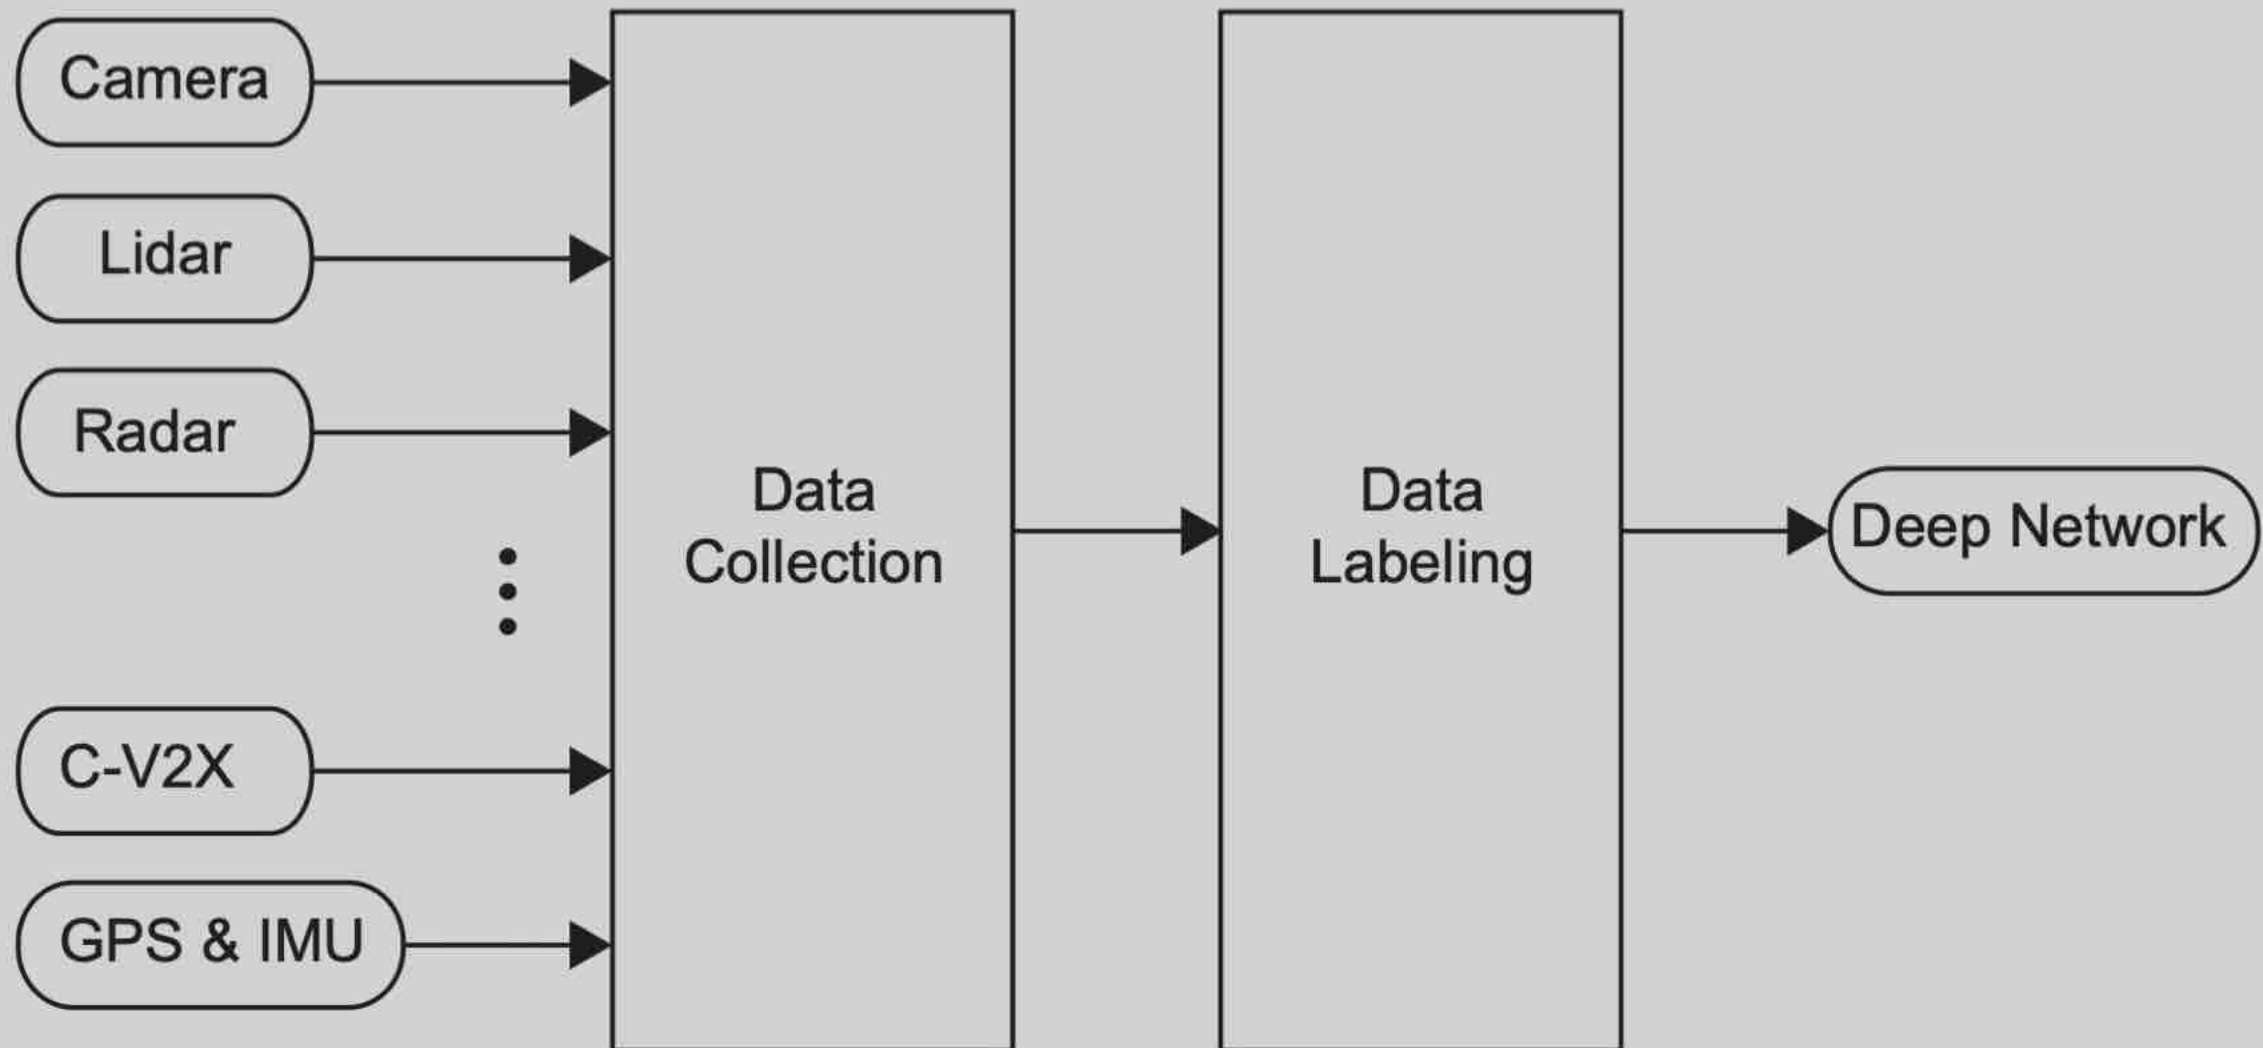 Camera
Lidar
Radar
C-V2X
GPS & IMU
Data
Collection
Data
Labeling
Deep Network